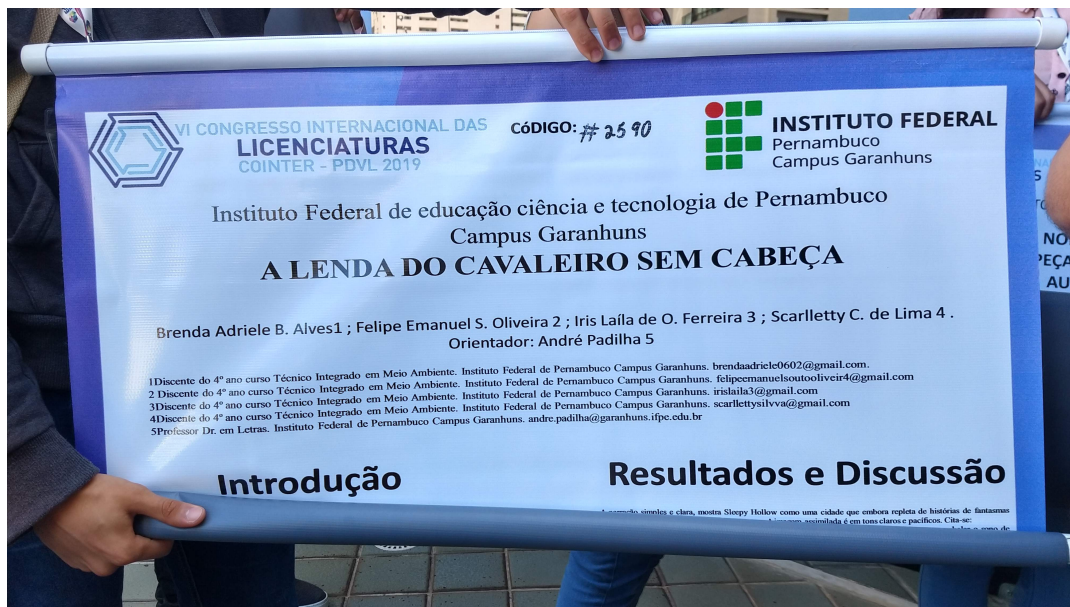 VI CONGRESSO INTERNACIONAL DAS
LICENCIATURAS
COINTER - PDVL 2019
CóDIGO: #2590
INSTITUTO FEDERAL
Pernambuco
Campus Garanhuns
Instituto Federal de educação ciência e tecnologia de Pernambuco
Campus Garanhuns
A LENDA DO CAVALEIRO SEM CABEÇA
Brenda Adriele B. Alves1 ; Felipe Emanuel S. Oliveira 2 ; Iris Laíla de O. Ferreira 3 ; Scarlletty C. de Lima 4 .
Orientador: André Padilha 5
1Discente do 4º ano curso Técnico Integrado em Meio Ambiente. Instituto Federal de Pernambuco Campus Garanhuns. brendaadriele0602@gmail.com.
2 Discente do 4º ano curso Técnico Integrado em Meio Ambiente. Instituto Federal de Pernambuco Campus Garanhuns. felipeemanuelsoutooliveir4@gmail.com
3Discente do 4º ano curso Técnico Integrado em Meio Ambiente. Instituto Federal de Pernambuco Campus Garanhuns. irislaila3@gmail.com
4Discente do 4º ano curso Técnico Integrado em Meio Ambiente. Instituto Federal de Pernambuco Campus Garanhuns. scarllettysilvva@gmail.com
5Professor Dr. em Letras. Instituto Federal de Pernambuco Campus Garanhuns. andre.padilha@garanhuns.ifpe.edu.br
Introdução
Resultados e Discussão
simples e clara, mostra Sleepy Hollow como uma cidade que embora repleta de histórias de fantasmas
assimilada é em tons claros e pacíficos. Cita-se:
NO
PEÇA
AU